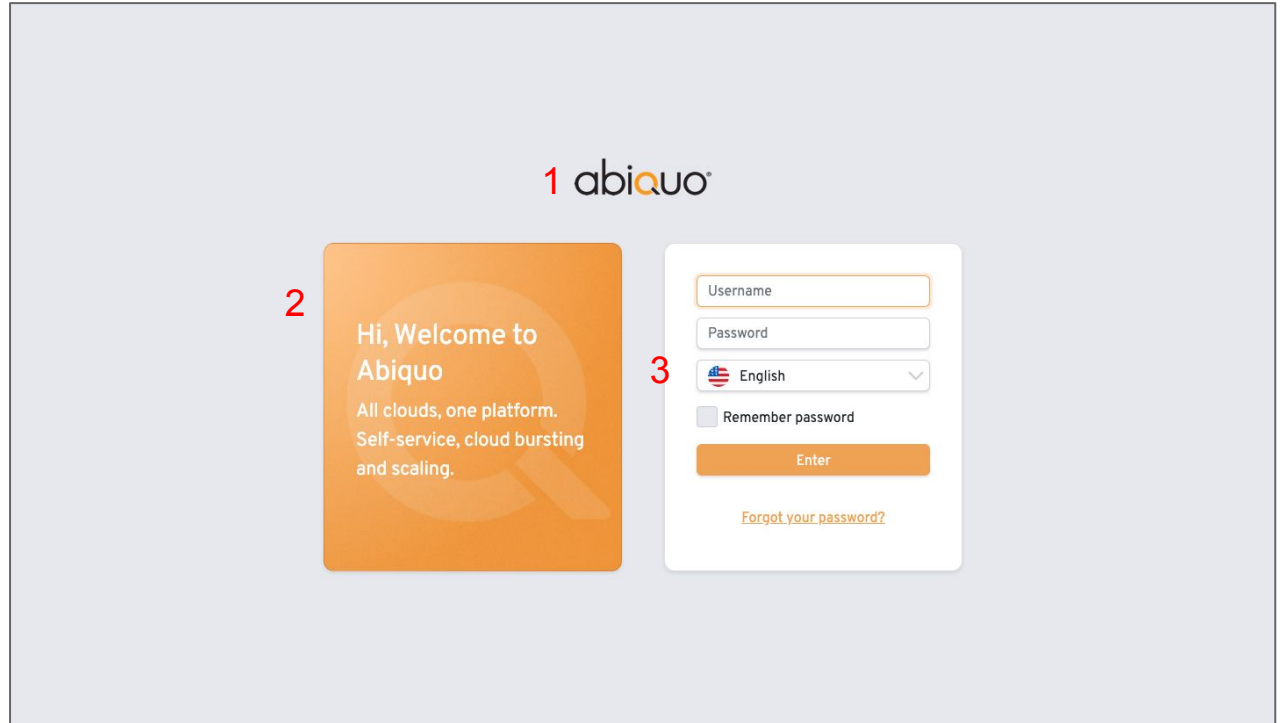 1 abiquo®
2
Hi, Welcome to
Abiquo
All clouds, one platform.
Self-service, cloud bursting
and scaling.
Username
Password
3 English
Remember password
Enter
Forgot your password?